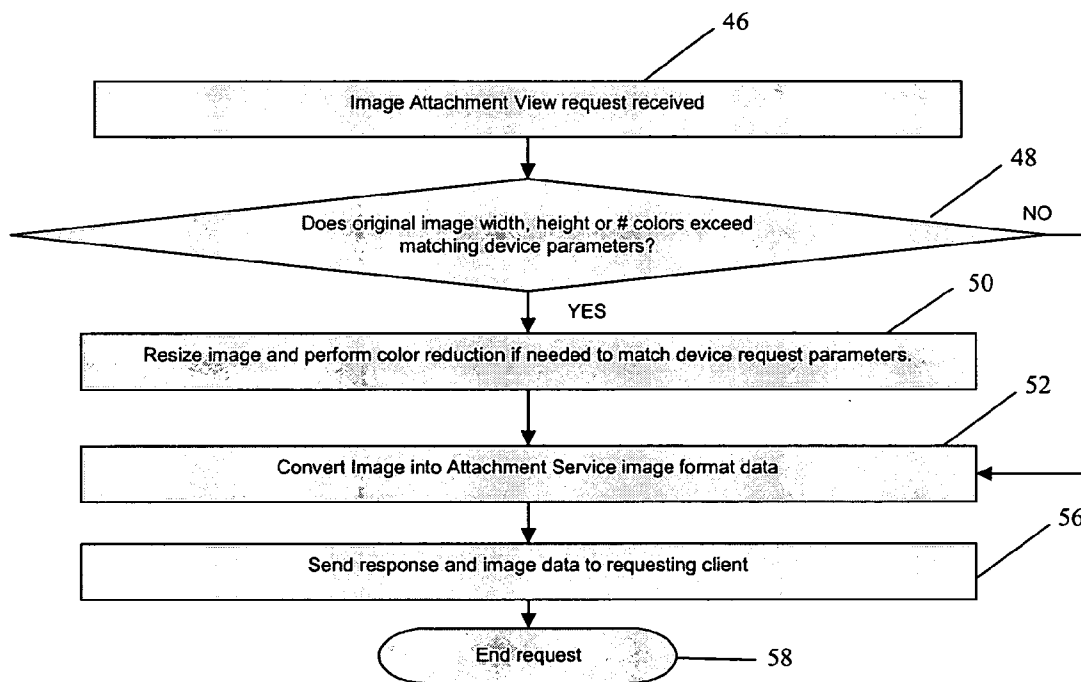 46
Image Attachment View request received
48
Does original image width, height or # colors exceed
matching device parameters?
NO
YES
50
Resize image and perform color reduction if needed to match device request parameters.
52
Convert Image into Attachment Service image format data
56
Send response and image data to requesting client
End request
58